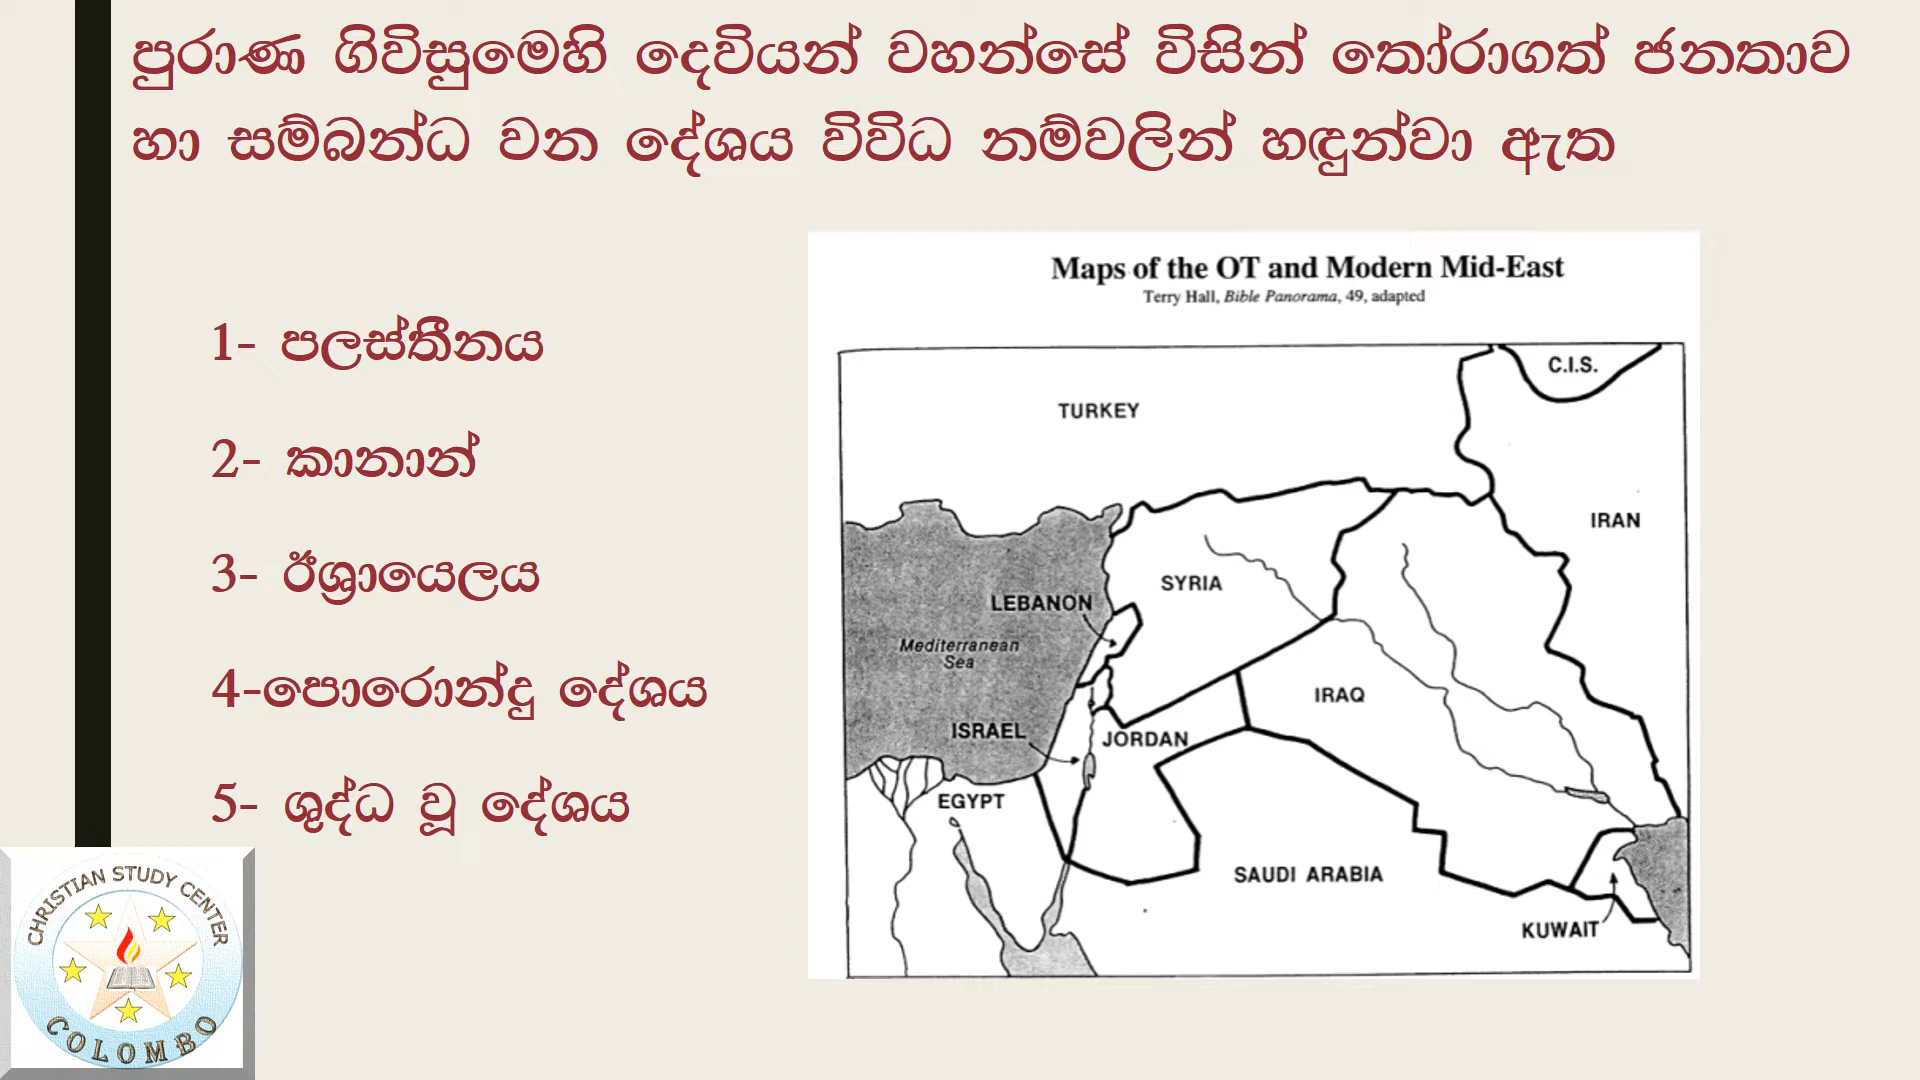 පුරාණ ගිවිසුමෙහි දෙවියන් වහන්සේ විසින් තෝරාගත් ජනතාව
හා සම්බන්ධ වන දේශය විවිධ නම්වලින් හඳුන්වා ඇත
1- පලස්තීනය
2- කානාන්
3- ඊශ්‍රායෙලය
4-පොරොන්දු දේශය
5- ශුද්ධ වූ දේශය
Maps of the OT and Modern Mid-East
Terry Hall, Bible Panorama, 49, adapted
C.I.S.
TURKEY
IRAN
SYRIA
LEBANON
Mediterranean
Sea
IRAQ
ISRAEL
JORDAN
EGYPT
SAUDI ARABIA
KUWAIT
CHRISTIAN STUDY CENTER
COLOMBO